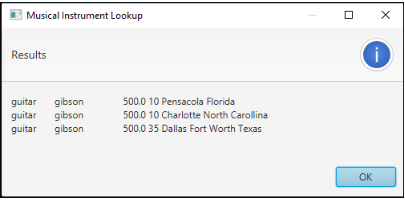 Musical Instrument Lookup
Results
guitar gibson 500.0 10 Pensacola Florida
guitar gibson 500.0 10 Charlotte North Carollina
guitar gibson 500.0 35 Dallas Fort Worth Texas
OK